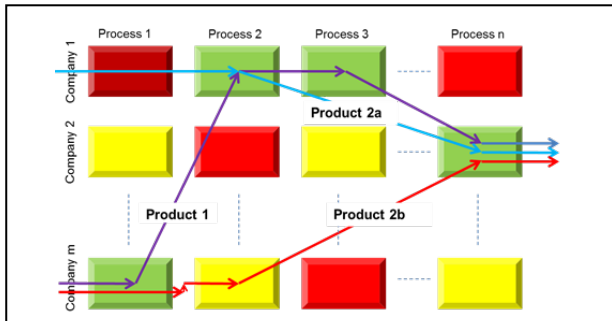 Process 1
Process 2
Process 3
Process n
Company 1
Product 2a
Company 2
Product 1
Product 2b
Company m